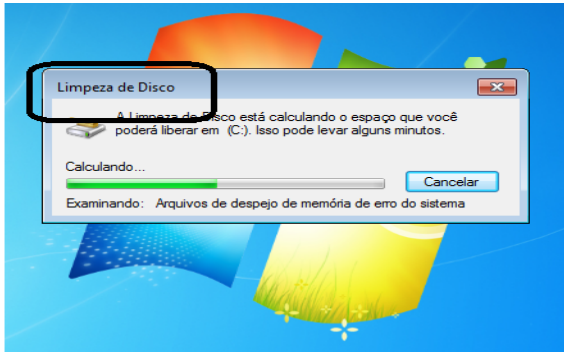 Limpeza de Disco
A Limpeza de Disco está calculando o espaço que você
poderá liberar em (C:). Isso pode levar alguns minutos.
Calculando...
Cancelar
Examinando: Arquivos de despejo de memória de erro do sistema